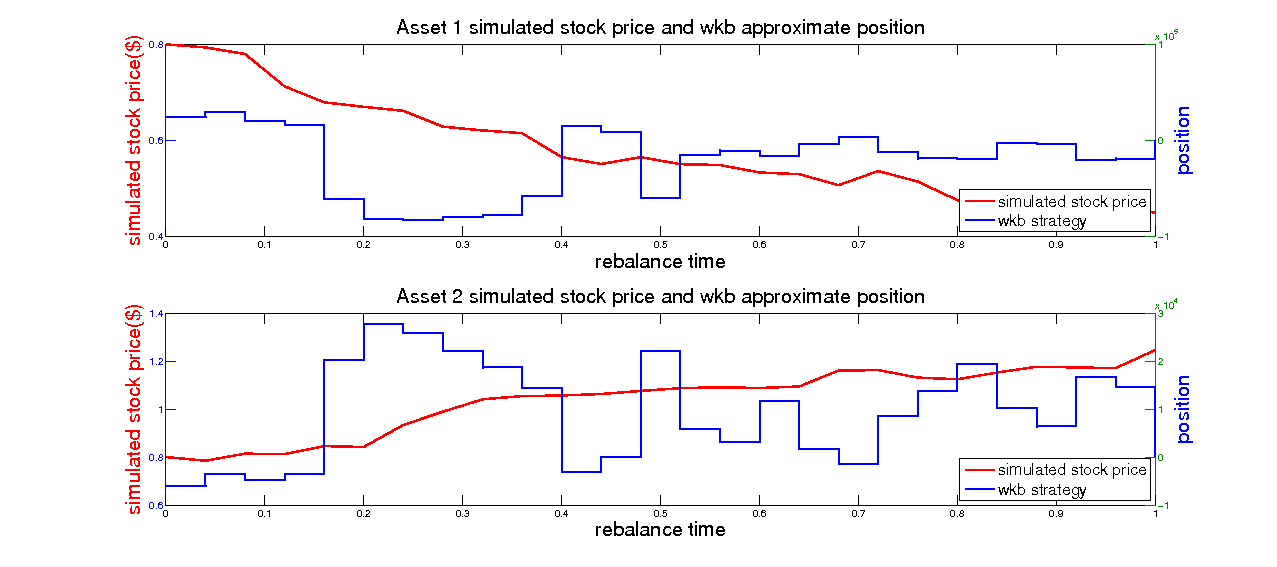 Asset 1 simulated stock price and wkb approximate position
x 10^5
simulated stock price($)
0.8
0.6
0.4
1
0
-1
position
simulated stock price
wkb strategy
0 0.1 0.2 0.3 0.4 0.5 0.6 0.7 0.8 0.9 1
rebalance time
Asset 2 simulated stock price and wkb approximate position
x 10^4
simulated stock price($)
1.4
1.2
1
0.8
0.6
3
2
1
0
-1
position
simulated stock price
wkb strategy
0 0.1 0.2 0.3 0.4 0.5 0.6 0.7 0.8 0.9 1
rebalance time